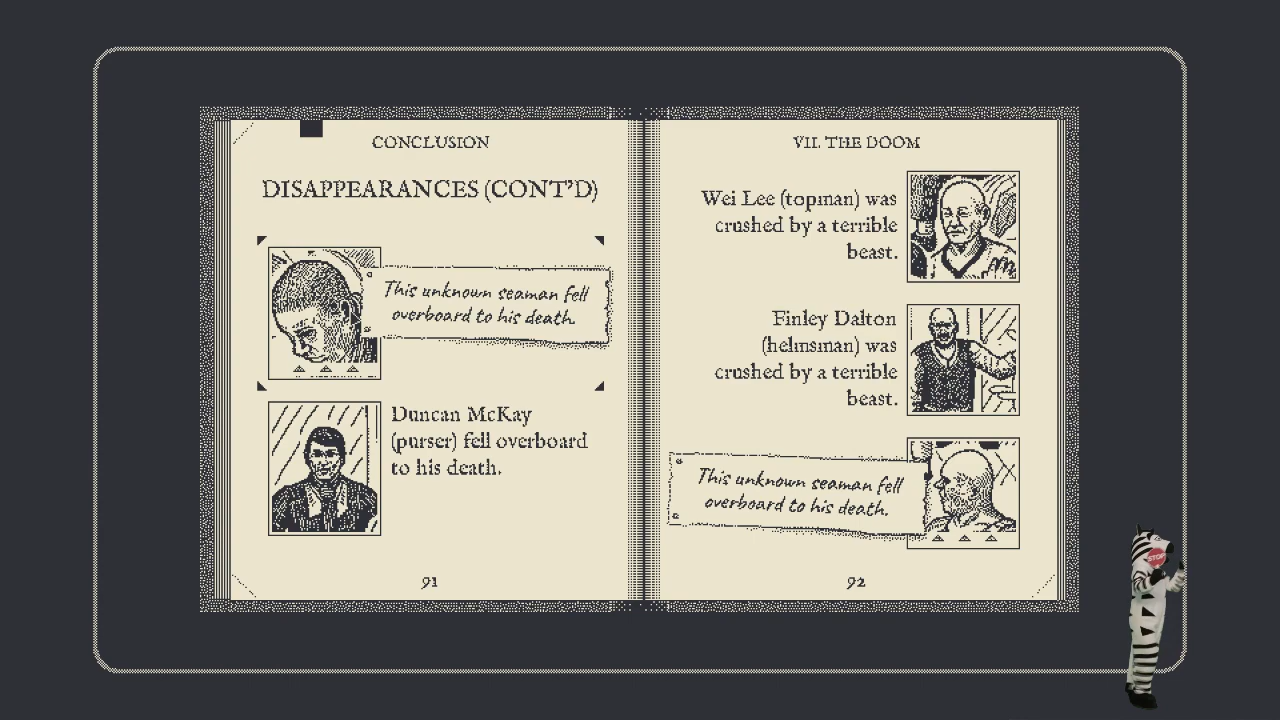 CONCLUSION
DISAPPEARANCES (CONT'D)
This unknown seaman fell
overboard to his death.
Duncan McKay
(purser) fell overboard
to his death.
91
VII. THE DOOM
Wei Lee (topman) was
crushed by a terrible
beast.
Finley Dalton
(helmsman) was
crushed by a terrible
beast.
This unknown seaman fell
overboard to his death.
92
STOP